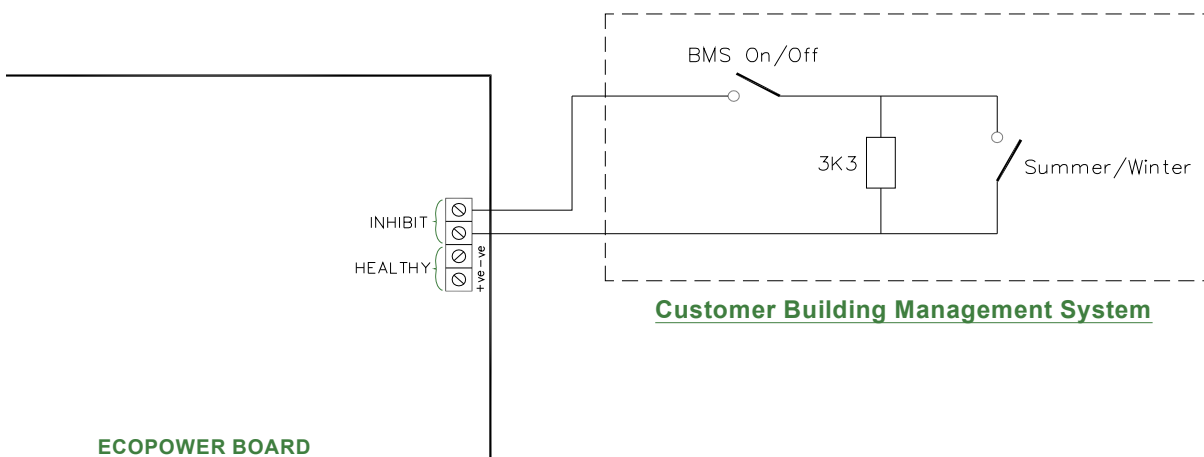 BMS On/Off
3K3
Summer/Winter
INHIBIT
HEALTHY
+ve -ve
Customer Building Management System
ECOPOWER BOARD